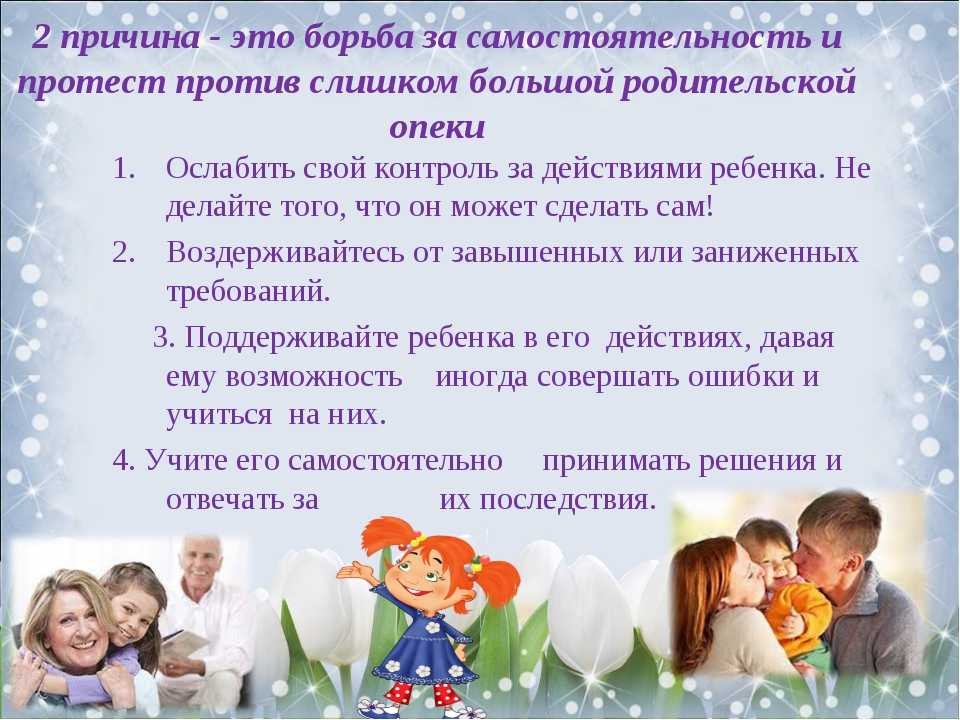 2 причина - это борьба за самостоятельность и
протест против слишком большой родительской
опеки
1. Ослабить свой контроль за действиями ребенка. Не
делайте того, что он может сделать сам!
2. Воздерживайтесь от завышенных или заниженных
требований.
3. Поддерживайте ребенка в его действиях, давая
ему возможность иногда совершать ошибки и
учиться на них.
4. Учите его самостоятельно принимать решения и
отвечать за их последствия.